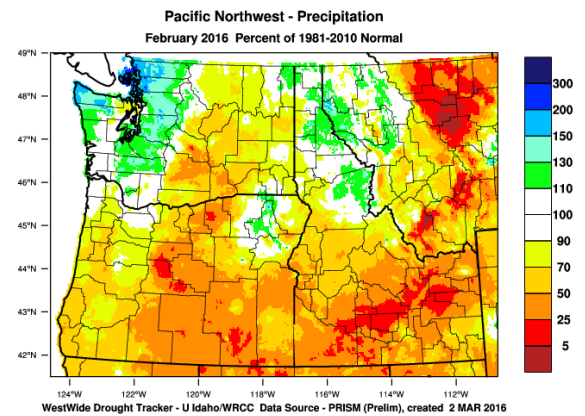 Pacific Northwest - Precipitation
February 2016 Percent of 1981-2010 Normal
49°N
48°N
47°N
46°N
45°N
44°N
43°N
42°N
124°W 122°W 120°W 118°W 116°W 114°W 112°W
300
200
150
130
110
100
90
70
50
25
5
WestWide Drought Tracker - U Idaho/WRCC Data Source - PRISM (Prelim), created 2 MAR 2016